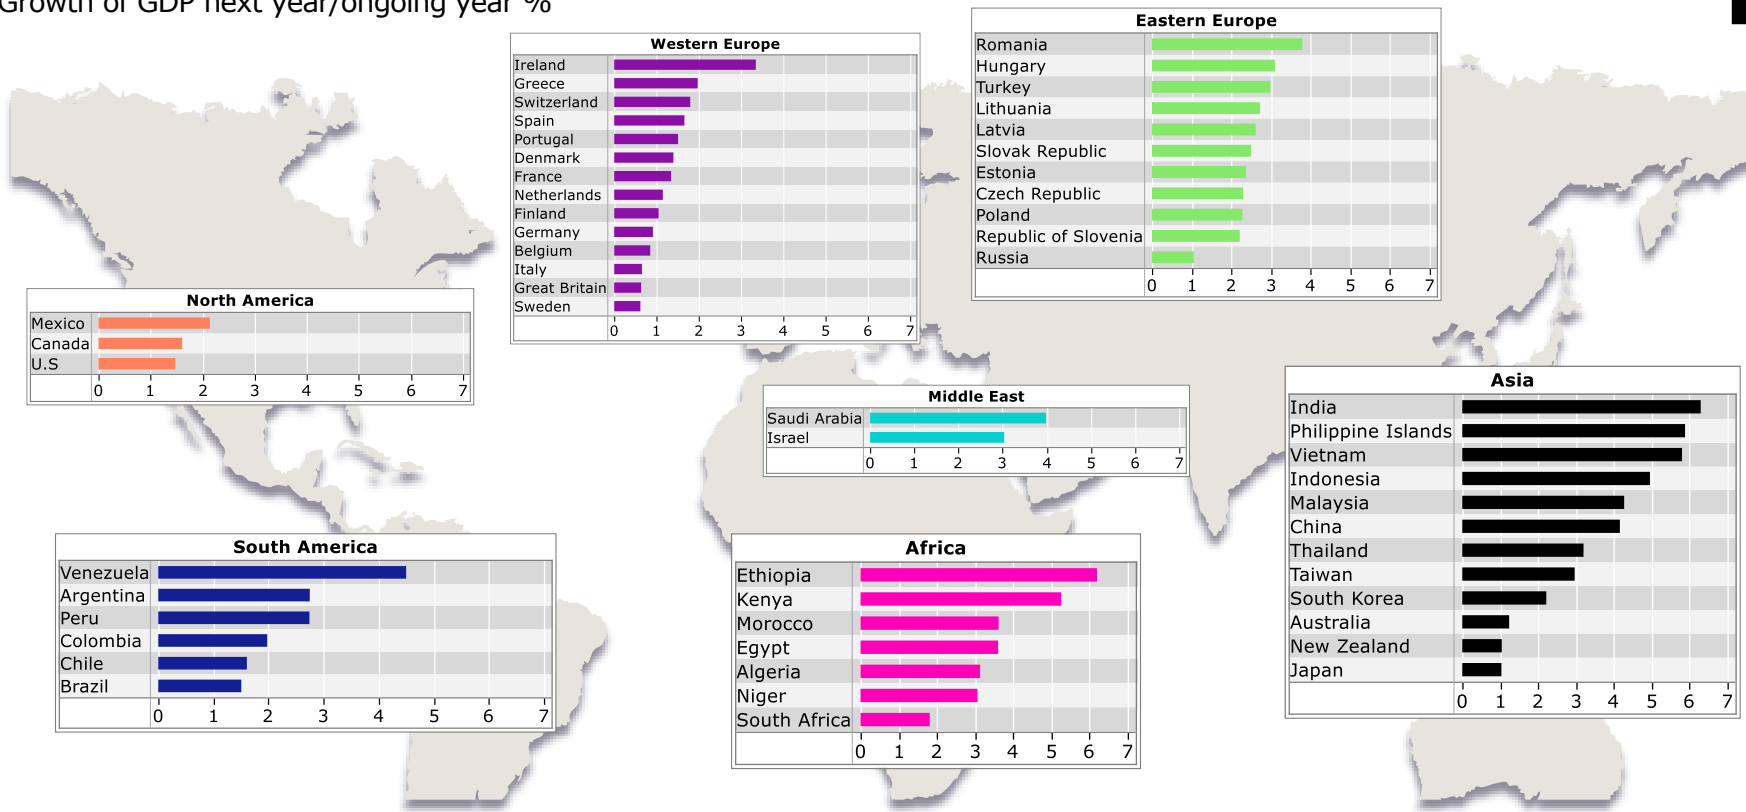 Growth of GDP next year/ongoing year %
Western Europe
Ireland
Greece
Switzerland
Spain
Portugal
Denmark
France
Netherlands
Finland
Germany
Belgium
Italy
Great Britain
Sweden
0 1 2 3 4 5 6 7
Eastern Europe
Romania
Hungary
Turkey
Lithuania
Latvia
Slovak Republic
Estonia
Czech Republic
Poland
Republic of Slovenia
Russia
0 1 2 3 4 5 6 7
North America
Mexico
Canada
U.S
0 1 2 3 4 5 6 7
Middle East
Saudi Arabia
Israel
0 1 2 3 4 5 6 7
Asia
India
Philippine Islands
Vietnam
Indonesia
Malaysia
China
Thailand
Taiwan
South Korea
Australia
New Zealand
Japan
0 1 2 3 4 5 6 7
South America
Venezuela
Argentina
Peru
Colombia
Chile
Brazil
0 1 2 3 4 5 6 7
Africa
Ethiopia
Kenya
Morocco
Egypt
Algeria
Niger
South Africa
0 1 2 3 4 5 6 7